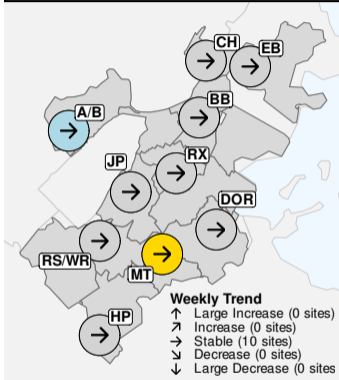 CH
EB
BB
A/B
RX
JP
DOR
RS/WR
MT
HP
Weekly Trend
↑ Large Increase (0 sites)
↗ Increase (0 sites)
→ Stable (10 sites)
↘ Decrease (0 sites)
↓ Large Decrease (0 sites